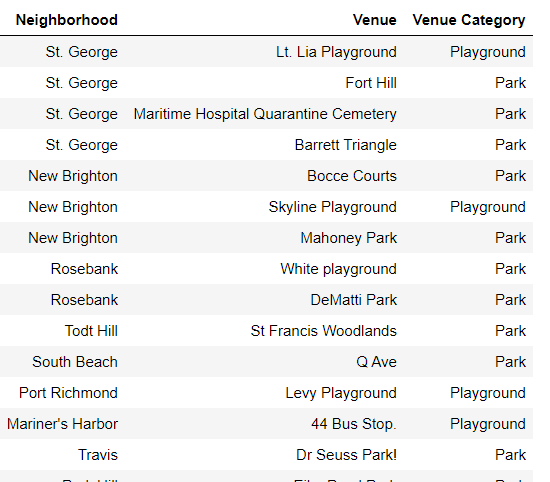 Neighborhood Venue Venue Category
St. George Lt. Lia Playground Playground
St. George Fort Hill Park
St. George Maritime Hospital Quarantine Cemetery Park
St. George Barrett Triangle Park
New Brighton Bocce Courts Park
New Brighton Skyline Playground Playground
New Brighton Mahoney Park Park
Rosebank White playground Park
Rosebank DeMatti Park Park
Todt Hill St Francis Woodlands Park
South Beach Q Ave Park
Port Richmond Levy Playground Playground
Mariner's Harbor 44 Bus Stop. Playground
Travis Dr Seuss Park! Park